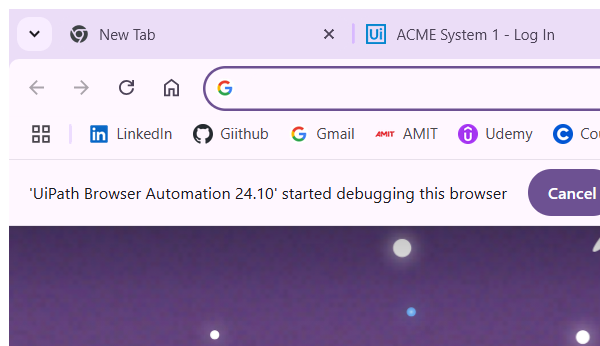 New Tab
Ui ACME System 1 - Log In
LinkedIn Giithub Gmail AMIT AMIT Udemy Cou
'UiPath Browser Automation 24.10' started debugging this browser
Cancel